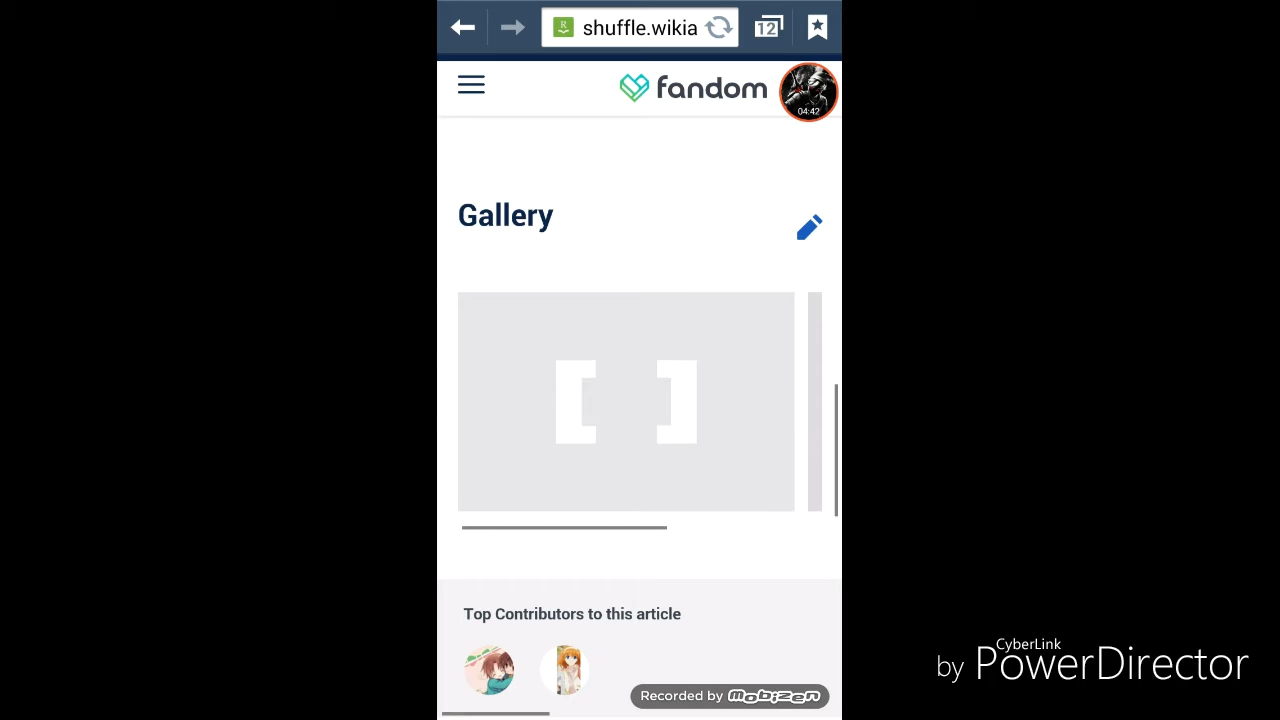 shuffle.wikia
12
fandom
04:42
Gallery
[ ]
Top Contributors to this article
Recorded by mobizen
CyberLink
by PowerDirector